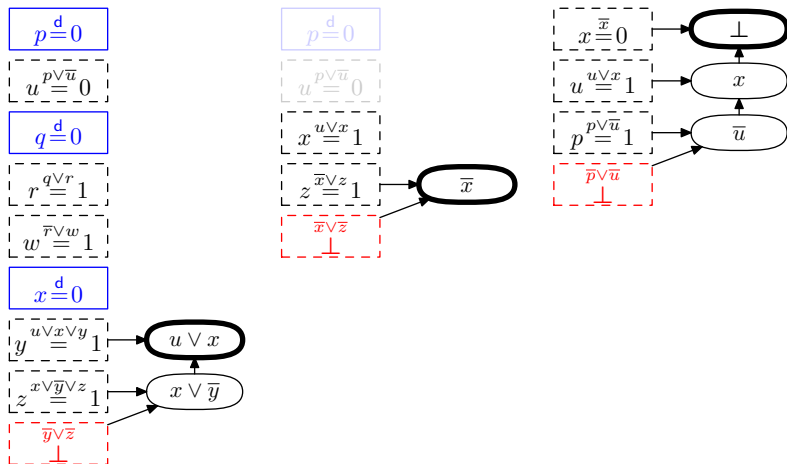 p =ᵈ 0
u =^{p∨u̅} 0
q =ᵈ 0
r =^{q∨r} 1
w =^{r̅∨w} 1
x =ᵈ 0
y =^{u∨x∨y} 1
u ∨ x
z =^{x∨y̅∨z} 1
x ∨ y̅
y̅∨z̅
⊥
p =ᵈ 0
u =^{p∨u̅} 0
x =^{u∨x} 1
z =^{x̅∨z} 1
x̅
x̅∨z̅
⊥
x =^{x̅} 0
⊥
u =^{u∨x} 1
x
p =^{p∨u̅} 1
u̅
p̅∨u̅
⊥